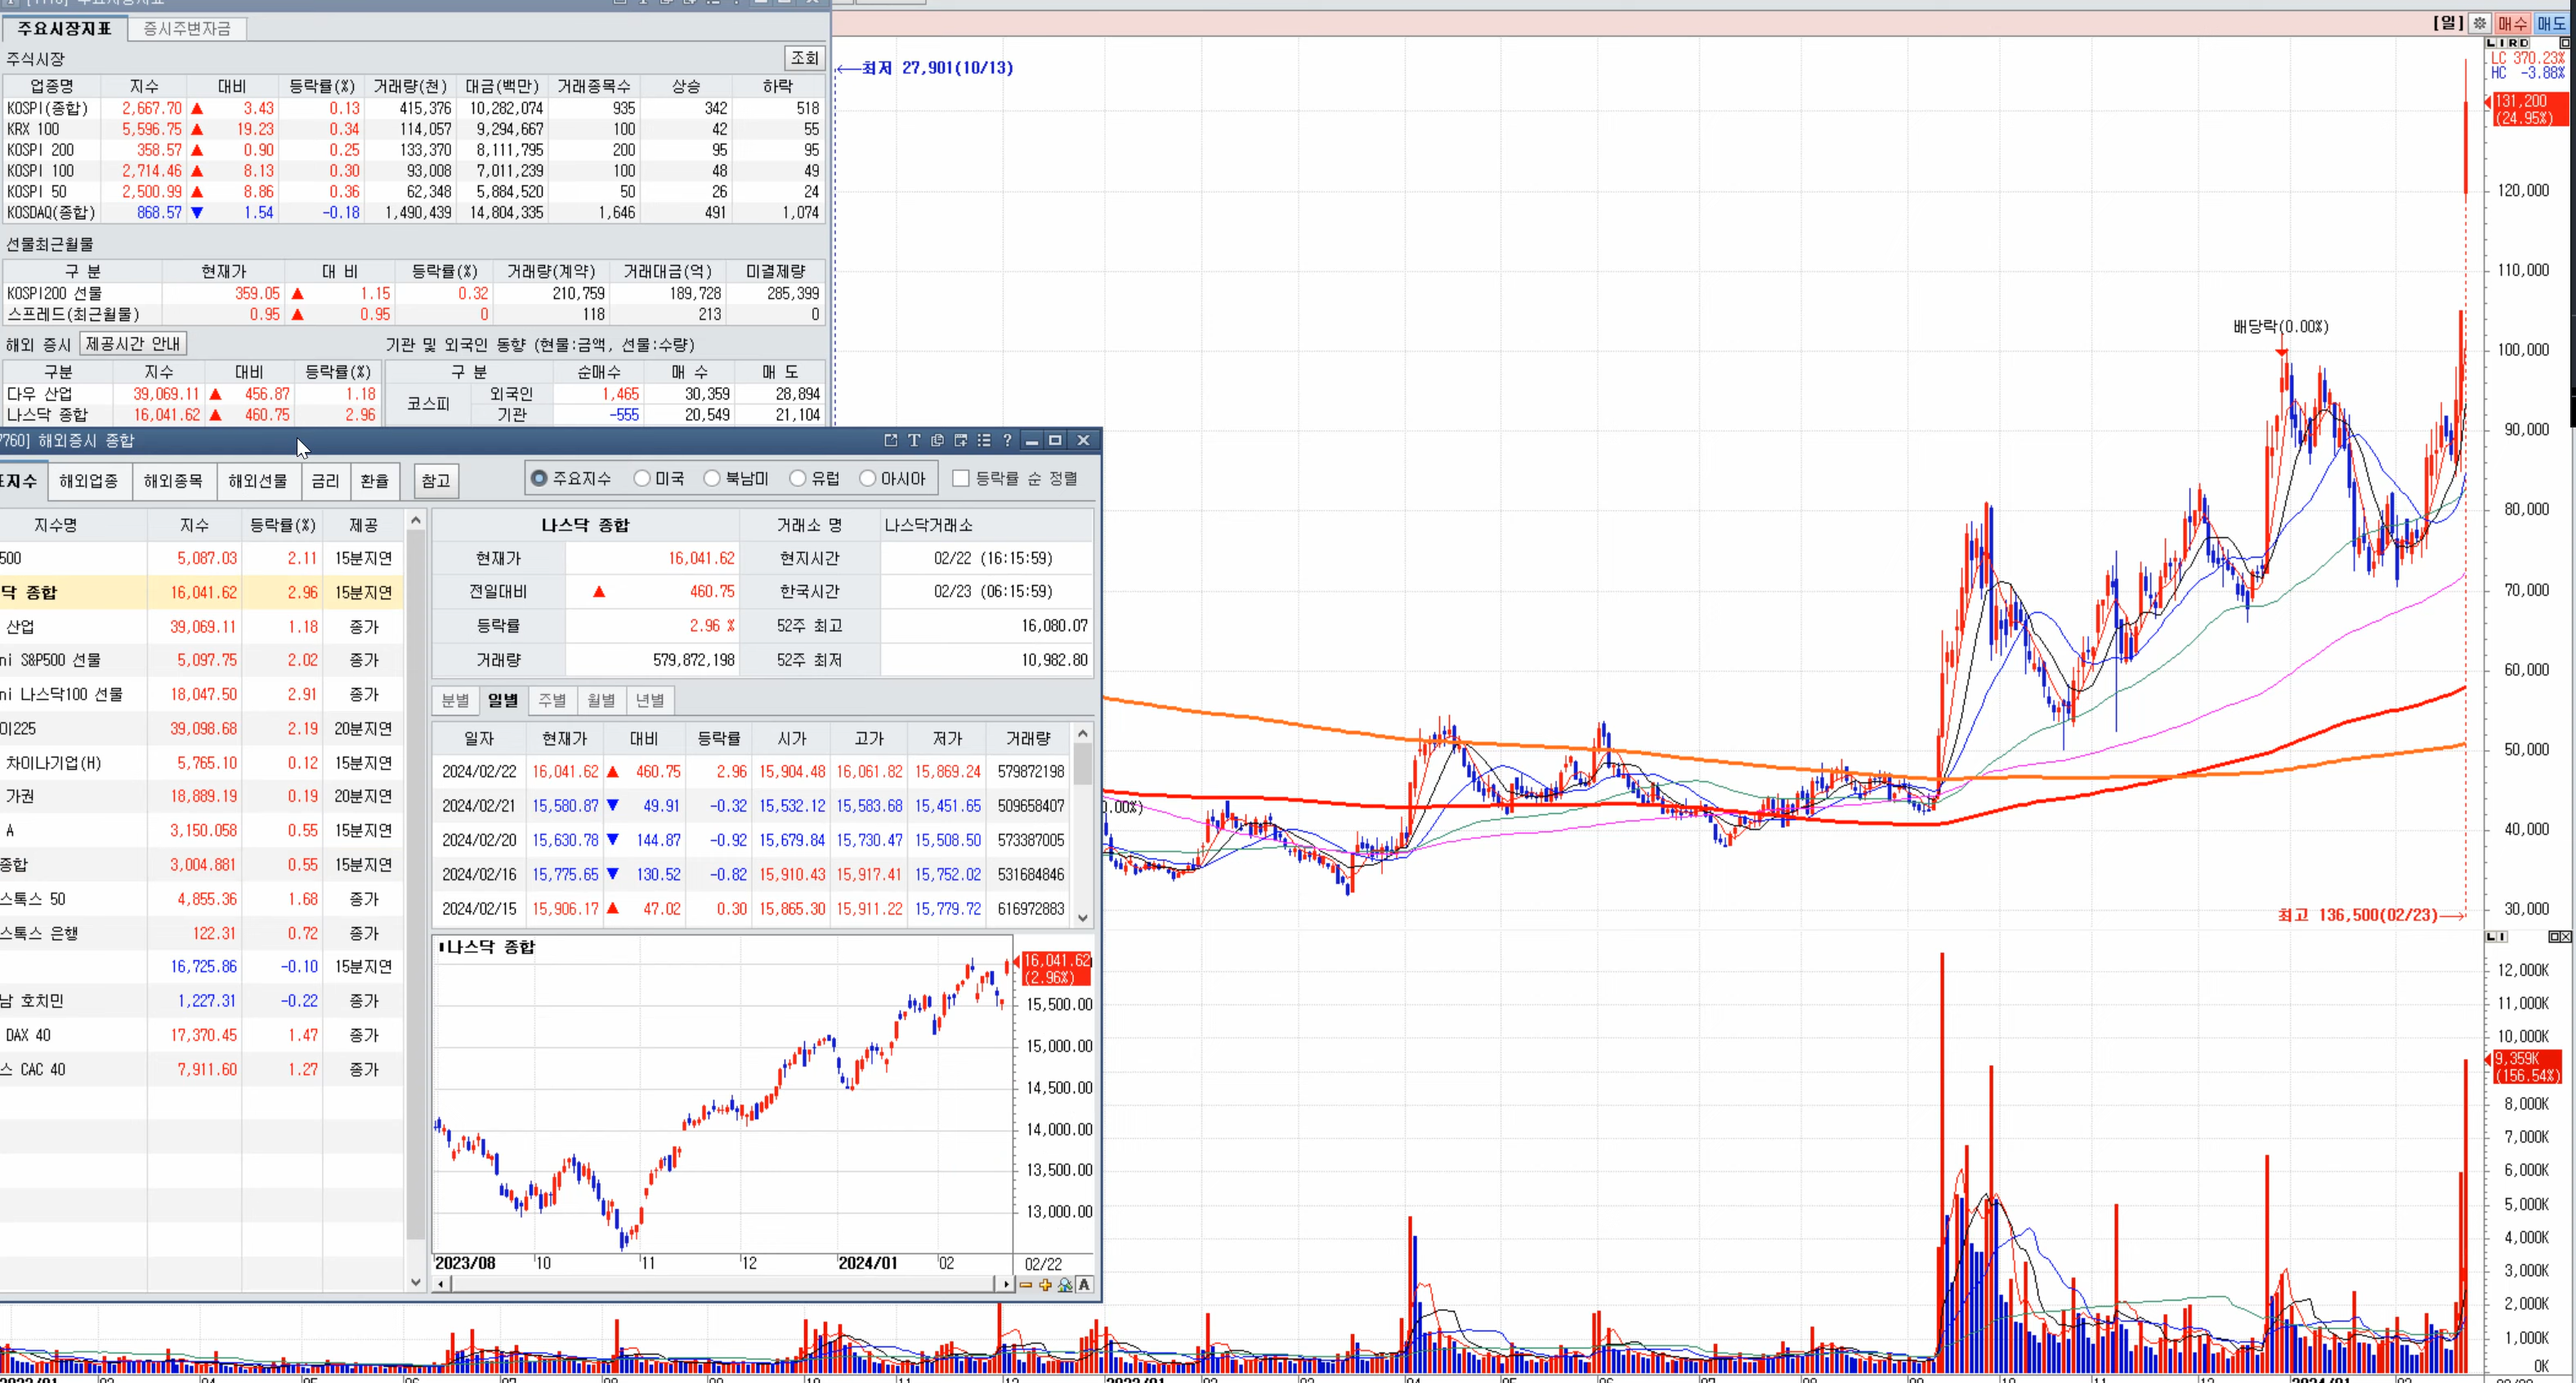 주요시장지표 증시주변자금
주식시장 조회
업종명 지수 대비 등락률(%) 거래량(천) 대금(백만) 거래종목수 상승 하락
KOSPI(종합) 2,667.70 ▲ 3.43 0.13 415,376 10,282,074 935 342 518
KRX 100 5,596.75 ▲ 19.23 0.34 114,057 9,294,667 100 42 55
KOSPI 200 358.57 ▲ 0.90 0.25 133,370 8,111,795 200 95 95
KOSPI 100 2,714.46 ▲ 8.13 0.30 93,008 7,011,239 100 48 49
KOSPI 50 2,500.99 ▲ 8.86 0.36 62,348 5,884,520 50 26 24
KOSDAQ(종합) 868.57 ▼ 1.54 -0.18 1,490,439 14,804,335 1,646 491 1,074
선물최근월물
구 분 현재가 대 비 등락률(%) 거래량(계약) 거래대금(억) 미결제량
KOSPI200 선물 359.05 ▲ 1.15 0.32 210,759 189,728 285,399
스프레드(최근월물) 0.95 ▲ 0.95 0 118 213 0
해외 증시 제공시간 안내 기관 및 외국인 동향 (현물:금액, 선물:수량)
구분 지수 대비 등락률(%) 구 분 순매수 매 수 매 도
다우 산업 39,069.11 ▲ 456.87 1.18 코스피 외국인 1,465 30,359 28,894
나스닥 종합 16,041.62 ▲ 460.75 2.96 기관 -555 20,549 21,104
7760] 해외증시 종합
표지수 해외업종 해외종목 해외선물 금리 환율 참고 주요지수 미국 북남미 유럽 아시아 등락률 순 정렬
지수명 지수 등락률(%) 제공
500 5,087.03 2.11 15분지연
닥 종합 16,041.62 2.96 15분지연
산업 39,069.11 1.18 종가
ni S&P500 선물 5,097.75 2.02 종가
ni 나스닥100 선물 18,047.50 2.91 종가
이225 39,098.68 2.19 20분지연
차이나기업(H) 5,765.10 0.12 15분지연
가권 18,889.19 0.19 20분지연
A 3,150.058 0.55 15분지연
종합 3,004.881 0.55 15분지연
스톡스 50 4,855.36 1.68 종가
스톡스 은행 122.31 0.72 종가
16,725.86 -0.10 15분지연
남 호치민 1,227.31 -0.22 종가
DAX 40 17,370.45 1.47 종가
스 CAC 40 7,911.60 1.27 종가
나스닥 종합 거래소 명 나스닥거래소
현재가 16,041.62 현지시간 02/22 (16:15:59)
전일대비 ▲ 460.75 한국시간 02/23 (06:15:59)
등락률 2.96 % 52주 최고 16,080.07
거래량 579,872,198 52주 최저 10,982.80
분별 일별 주별 월별 년별
일자 현재가 대비 등락률 시가 고가 저가 거래량
2024/02/22 16,041.62 ▲ 460.75 2.96 15,904.48 16,061.82 15,869.24 579872198
2024/02/21 15,580.87 ▼ 49.91 -0.32 15,532.12 15,583.68 15,451.65 509658407
2024/02/20 15,630.78 ▼ 144.87 -0.92 15,679.84 15,730.47 15,508.50 573387005
2024/02/16 15,775.65 ▼ 130.52 -0.82 15,910.43 15,917.41 15,752.02 531684846
2024/02/15 15,906.17 ▲ 47.02 0.30 15,865.30 15,911.22 15,779.72 616972883
나스닥 종합
16,041.62
(2.96%)
15,500.00
15,000.00
14,500.00
14,000.00
13,500.00
13,000.00
2023/08 10 11 12 2024/01 02 02/22
A
[일] 매수 매도
L I R D
LC 370.23%
HC -3.88%
←최저 27,901(10/13)
131,200
(24.95%)
120,000
110,000
배당락(0.00%)
100,000
90,000
80,000
70,000
60,000
50,000
.00%)
40,000
30,000
최고 136,500(02/23)→
L I
12,000K
11,000K
10,000K
9,359K
(156.54%)
8,000K
7,000K
6,000K
5,000K
4,000K
3,000K
2,000K
1,000K
0K